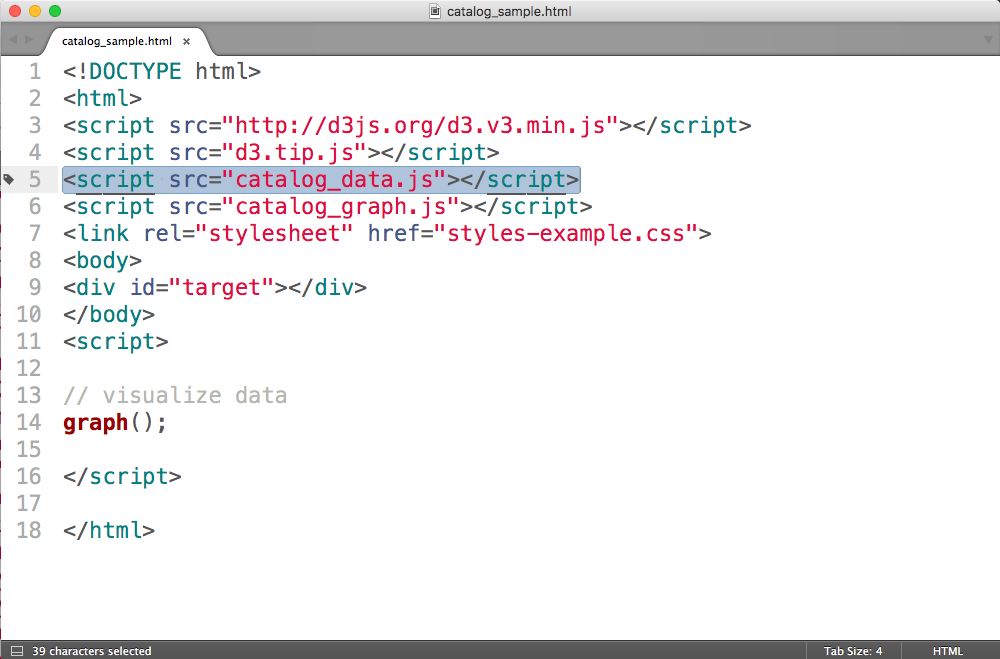 catalog_sample.html
catalog_sample.html ×
1 <!DOCTYPE html>
2 <html>
3 <script src="http://d3js.org/d3.v3.min.js"></script>
4 <script src="d3.tip.js"></script>
5 <script src="catalog_data.js"></script>
6 <script src="catalog_graph.js"></script>
7 <link rel="stylesheet" href="styles-example.css">
8 <body>
9 <div id="target"></div>
10 </body>
11 <script>
12
13 // visualize data
14 graph();
15
16 </script>
17
18 </html>
39 characters selected Tab Size: 4 HTML